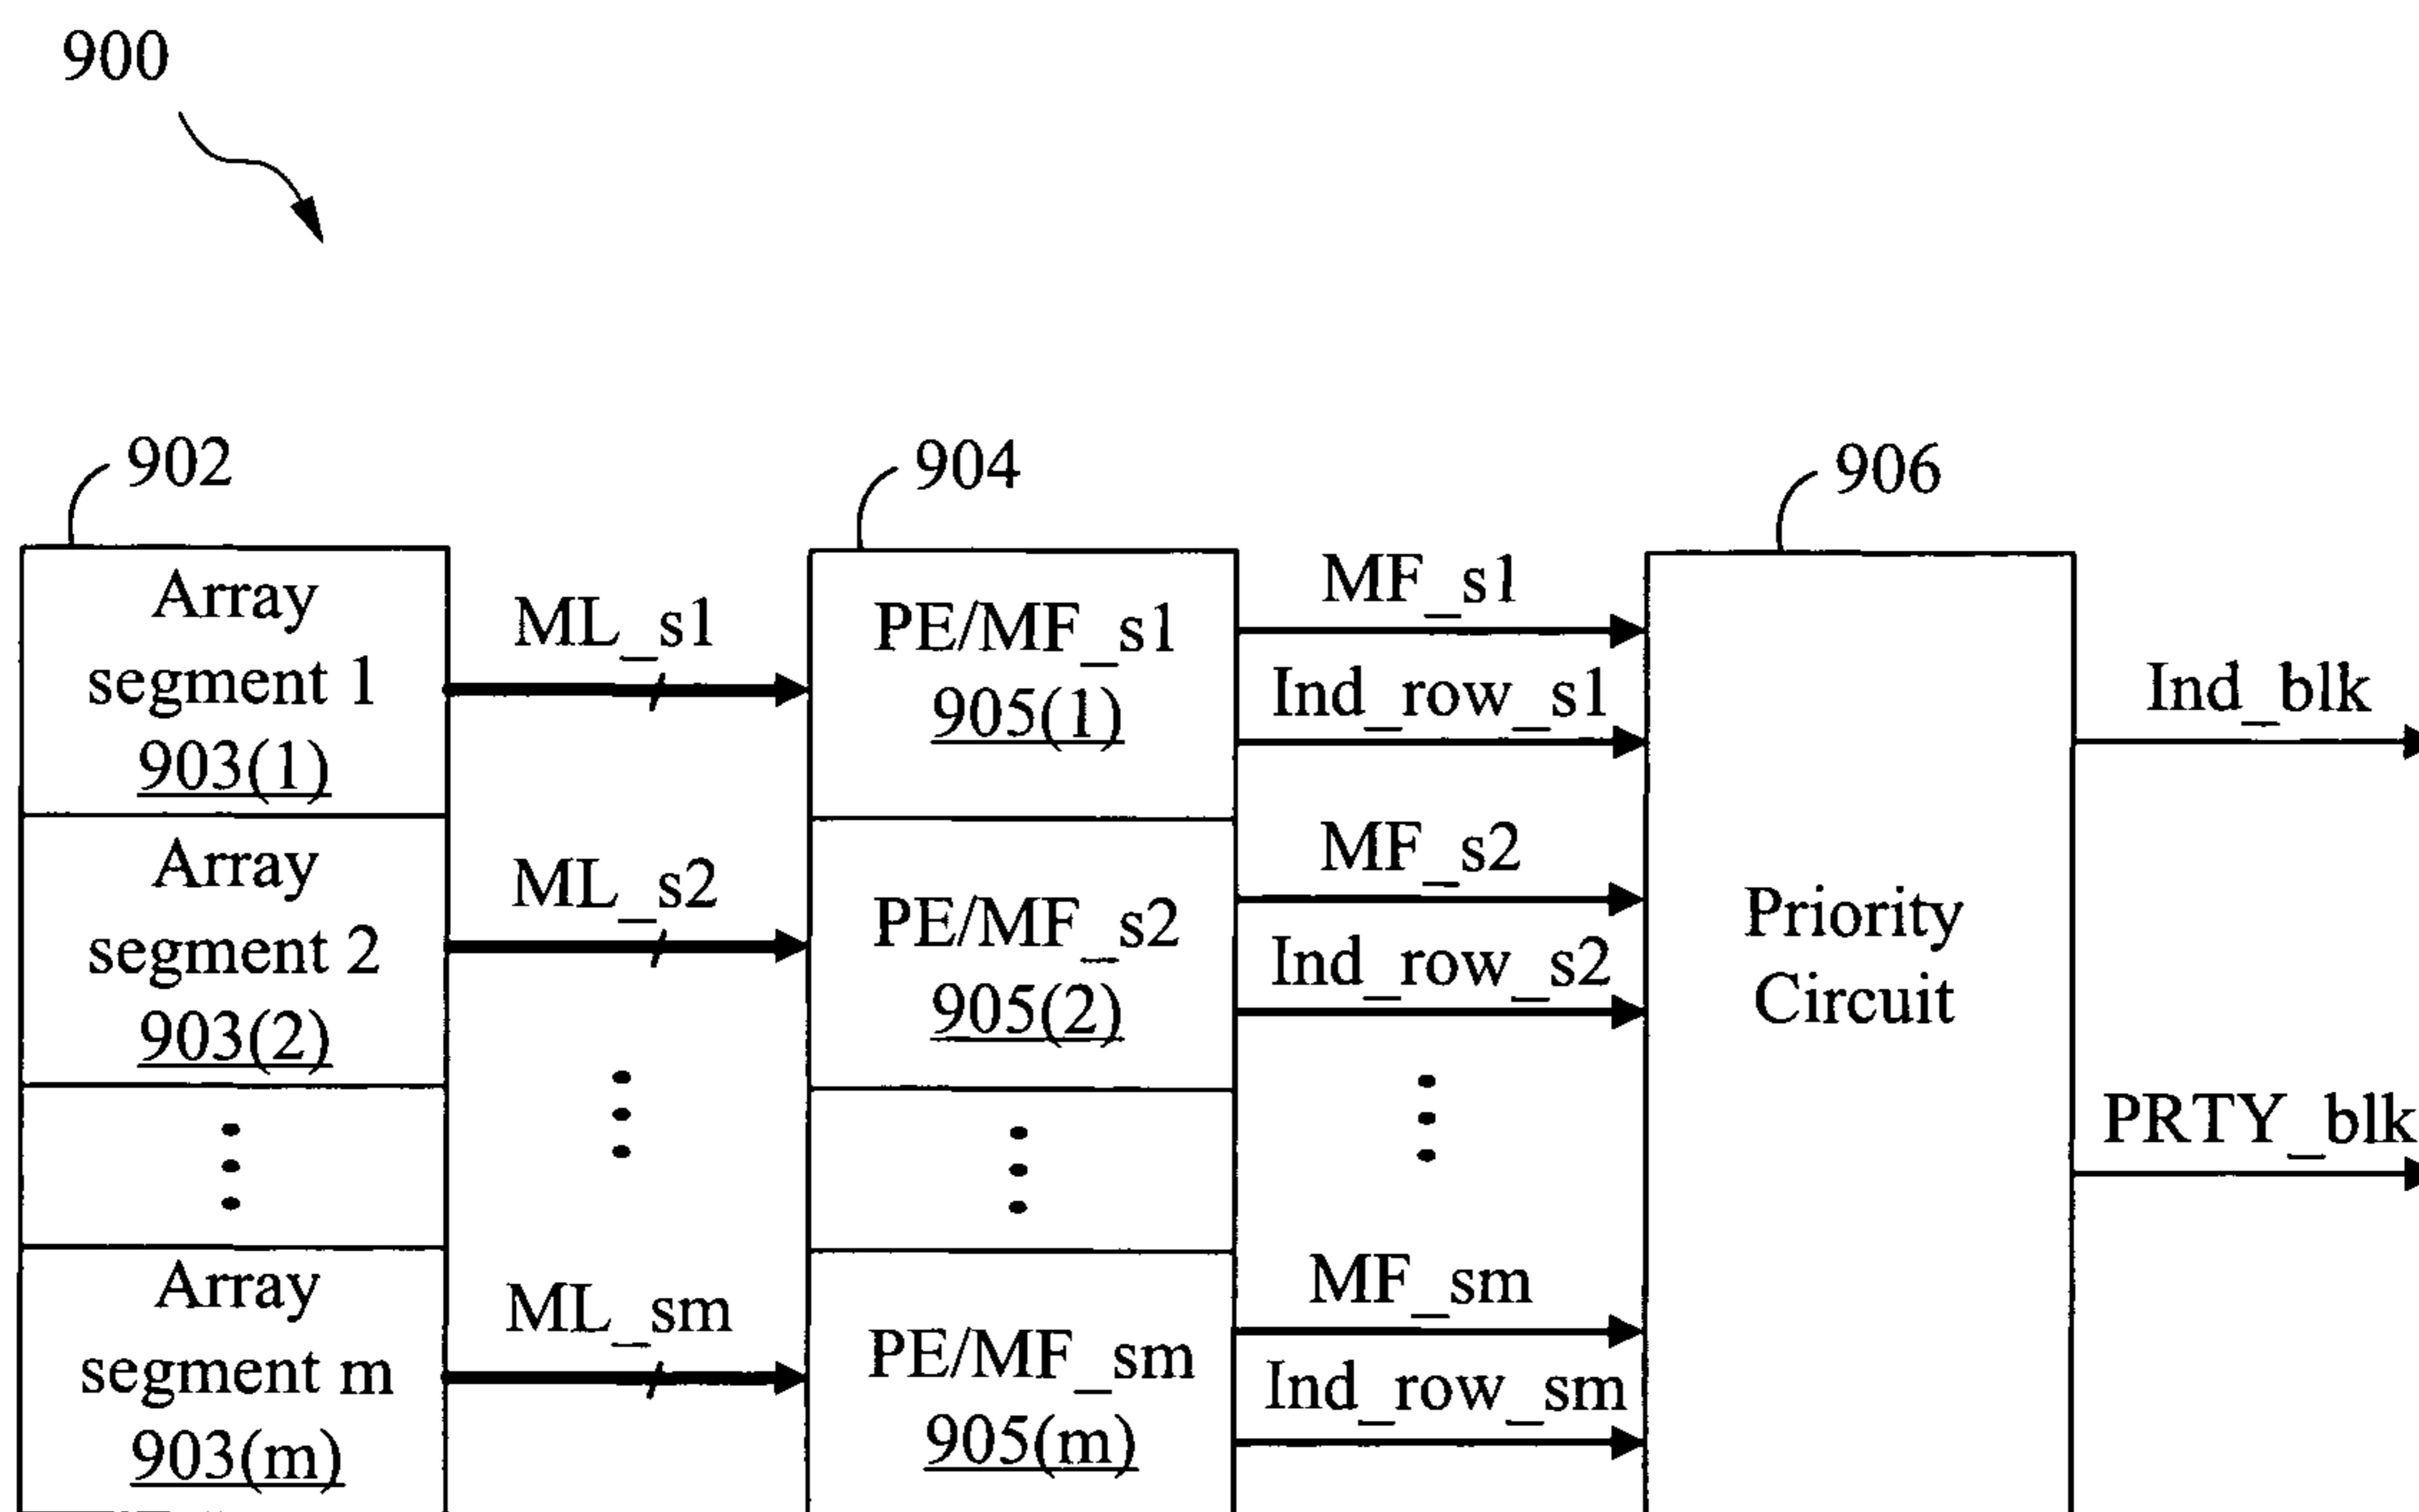 900
902
904
906
Array
segment 1
903(1)
ML_s1
PE/MF_s1
905(1)
MF_s1
Ind_row_s1
Ind_blk
Array
segment 2
903(2)
ML_s2
PE/MF_s2
905(2)
MF_s2
Ind_row_s2
Priority
Circuit
PRTY_blk
Array
segment m
903(m)
ML_sm
PE/MF_sm
905(m)
MF_sm
Ind_row_sm